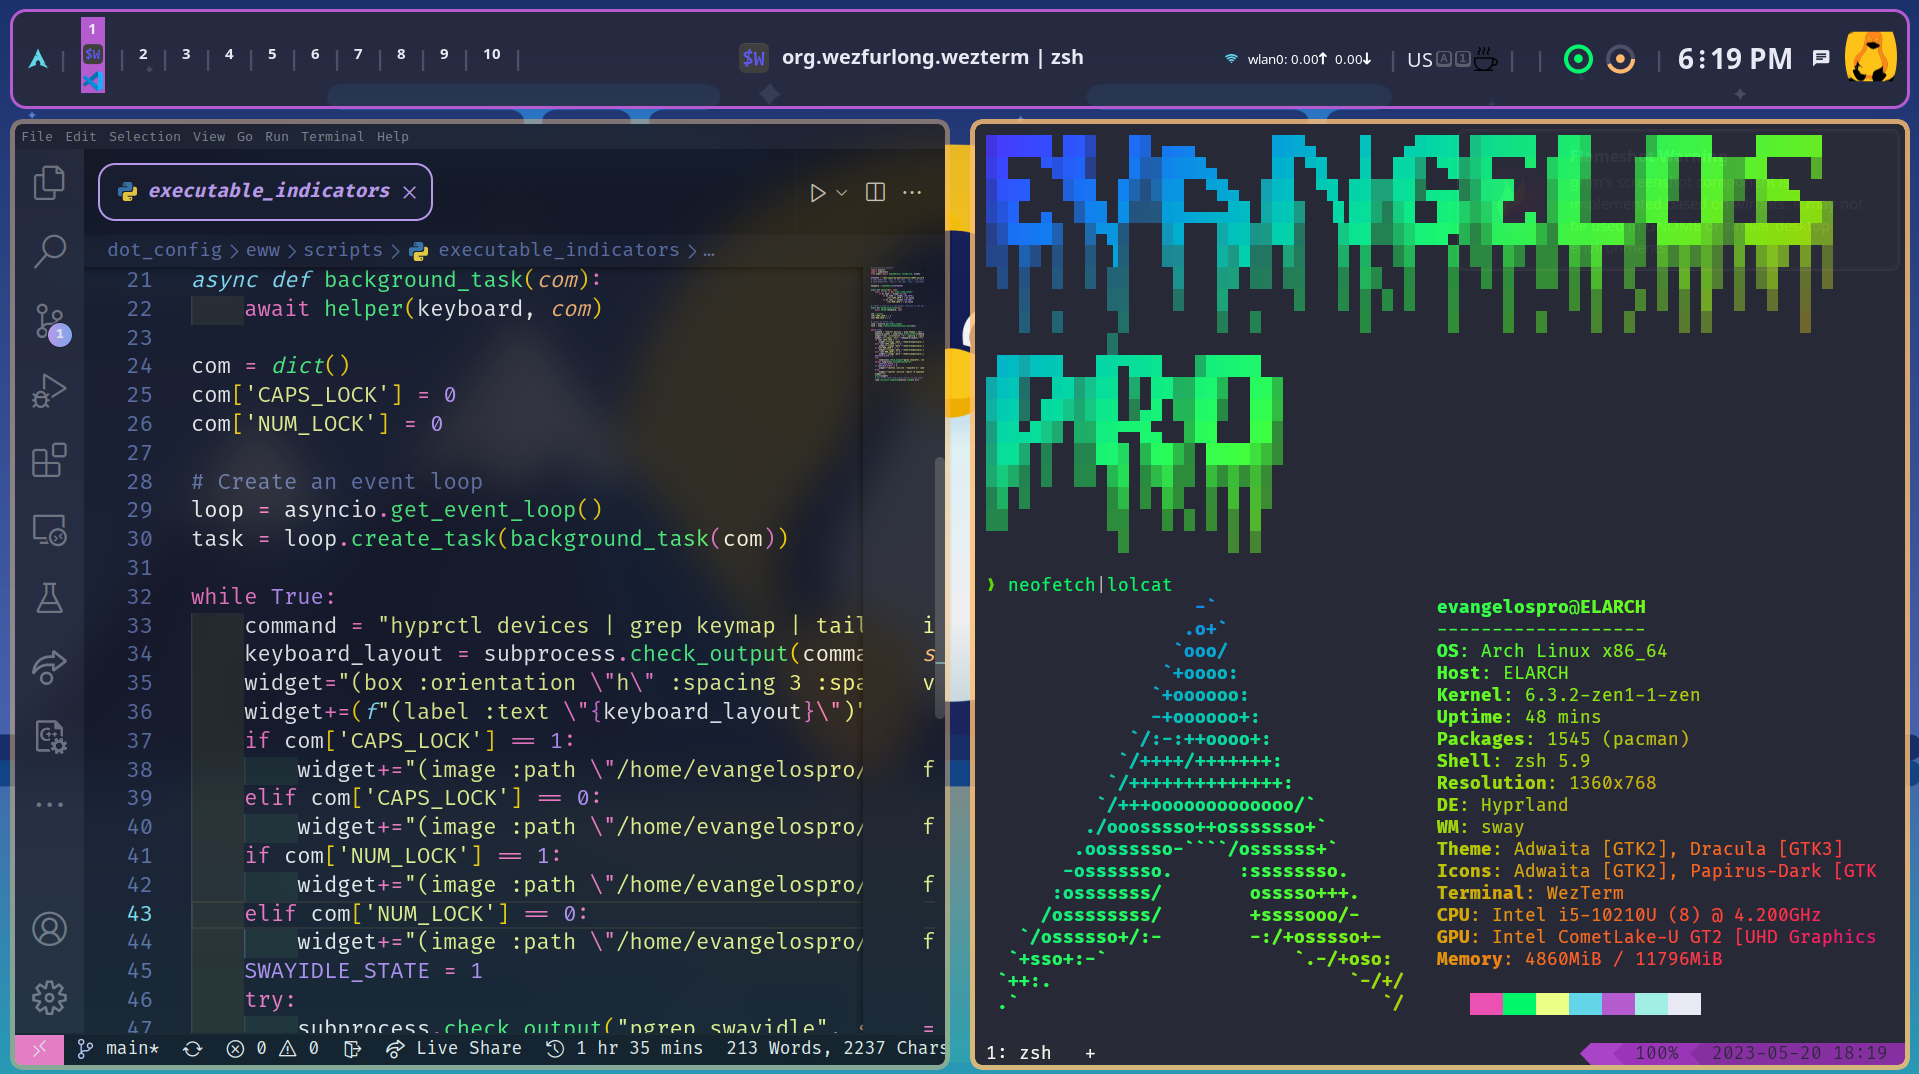 1
$W
2
3
4
5
6
7
8
9
10
$W org.wezfurlong.wezterm | zsh
wlan0: 0.00↑ 0.00↓
US A 1
6:19 PM
File Edit Selection View Go Run Terminal Help
executable_indicators
dot_config > eww > scripts > executable_indicators > …
1
21 async def background_task(com):
22 await helper(keyboard, com)
23
24 com = dict()
25 com['CAPS_LOCK'] = 0
26 com['NUM_LOCK'] = 0
27
28 # Create an event loop
29 loop = asyncio.get_event_loop()
30 task = loop.create_task(background_task(com))
31
32 while True:
33 command = "hyprctl devices | grep keymap | tail
34 keyboard_layout = subprocess.check_output(comma
35 widget="(box :orientation \"h\" :spacing 3 :spa
36 widget+=(f"(label :text \"{keyboard_layout}\")"
37 if com['CAPS_LOCK'] == 1:
38 widget+="(image :path \"/home/evangelospro/
39 elif com['CAPS_LOCK'] == 0:
40 widget+="(image :path \"/home/evangelospro/
41 if com['NUM_LOCK'] == 1:
42 widget+="(image :path \"/home/evangelospro/
43 elif com['NUM_LOCK'] == 0:
44 widget+="(image :path \"/home/evangelospro/
45 SWAYIDLE_STATE = 1
46 try:
47 subprocess.check_output("pgrep swayidle",
main* 0 0 Live Share 1 hr 35 mins 213 Words, 2237 Chars
EVANGELOS
PRO
❯ neofetch|lolcat
evangelospro@ELARCH
-------------------
OS: Arch Linux x86_64
Host: ELARCH
Kernel: 6.3.2-zen1-1-zen
Uptime: 48 mins
Packages: 1545 (pacman)
Shell: zsh 5.9
Resolution: 1360x768
DE: Hyprland
WM: sway
Theme: Adwaita [GTK2], Dracula [GTK3]
Icons: Adwaita [GTK2], Papirus-Dark [GTK
Terminal: WezTerm
CPU: Intel i5-10210U (8) @ 4.200GHz
GPU: Intel CometLake-U GT2 [UHD Graphics
Memory: 4860MiB / 11796MiB
1: zsh +
100% 2023-05-20 18:19